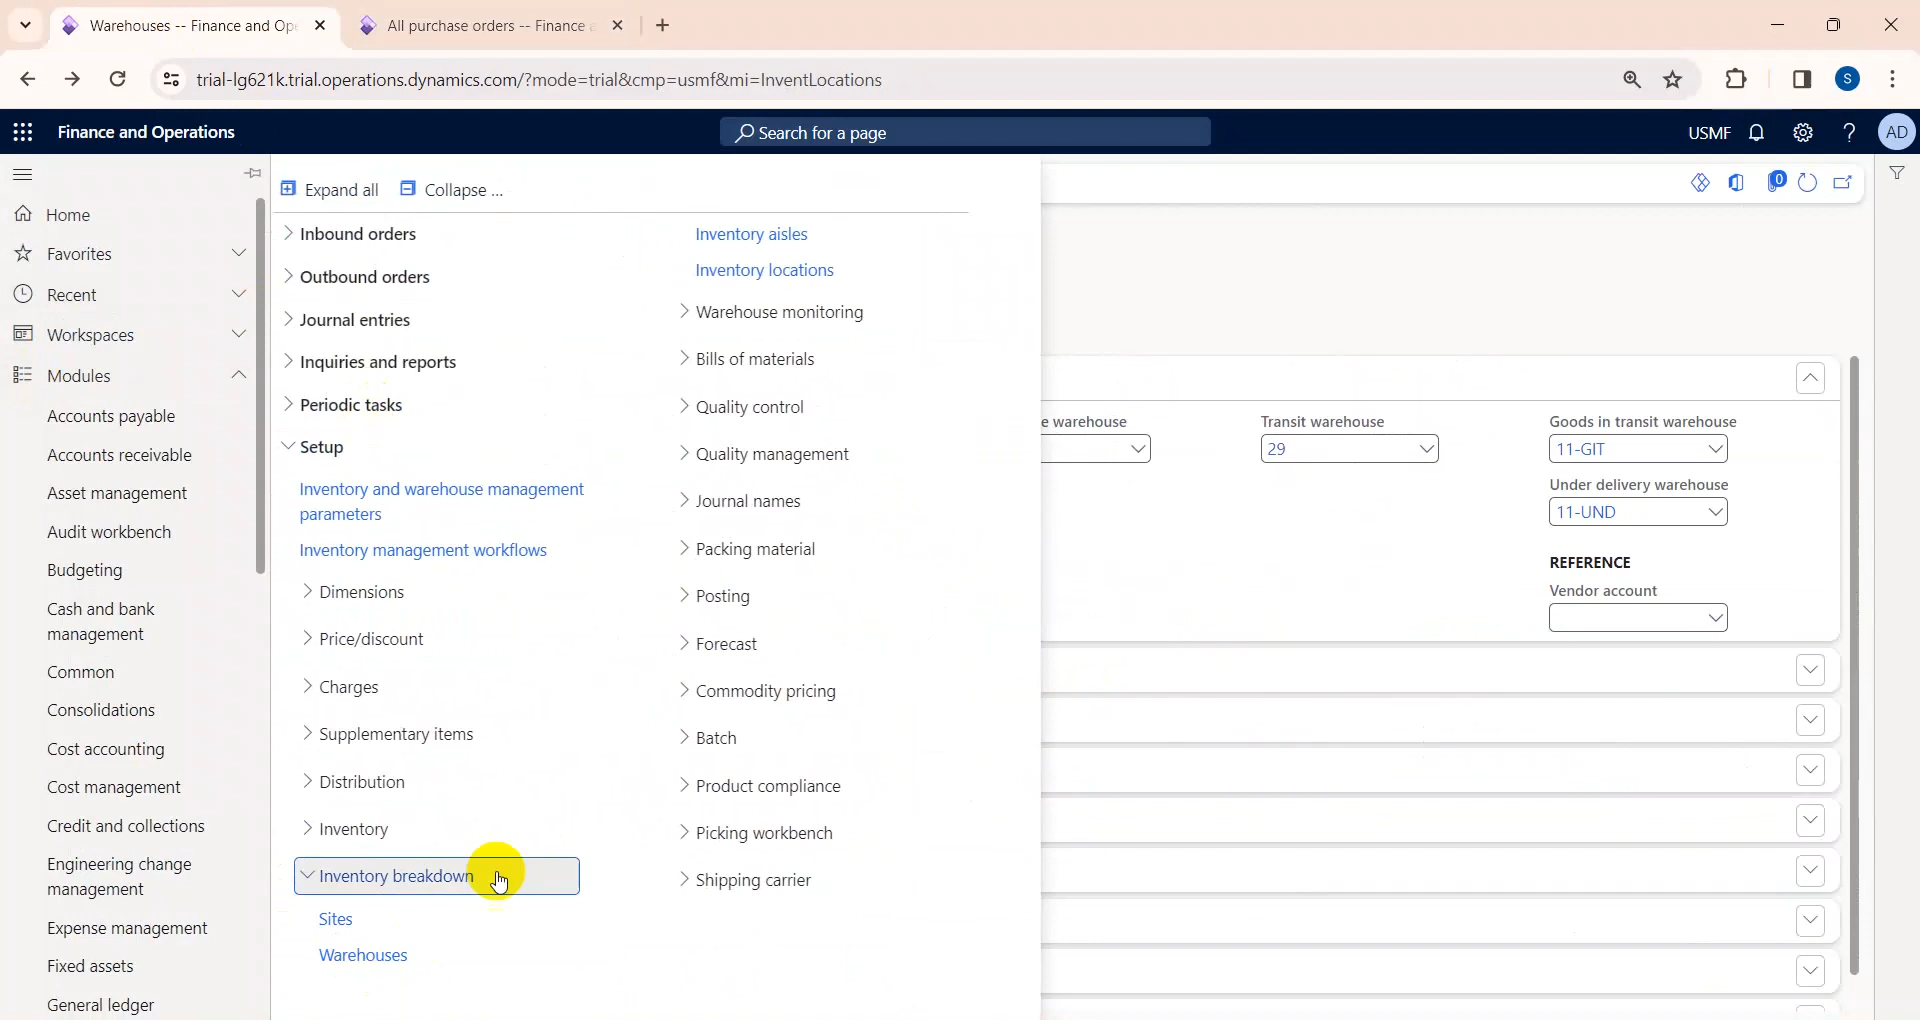 Warehouses -- Finance and Ope
All purchase orders -- Finance a
trial-lg621k.trial.operations.dynamics.com/?mode=trial&cmp=usmf&mi=InventLocations
S
Finance and Operations
Search for a page
USMF
?
AD
Expand all
Collapse ...
0
Home
Favorites
Recent
Workspaces
Modules
Accounts payable
Accounts receivable
Asset management
Audit workbench
Budgeting
Cash and bank
management
Common
Consolidations
Cost accounting
Cost management
Credit and collections
Engineering change
management
Expense management
Fixed assets
General ledger
Inbound orders
Outbound orders
Journal entries
Inquiries and reports
Periodic tasks
Setup
Inventory and warehouse management
parameters
Inventory management workflows
Dimensions
Price/discount
Charges
Supplementary items
Distribution
Inventory
Inventory breakdown
Sites
Warehouses
Inventory aisles
Inventory locations
Warehouse monitoring
Bills of materials
Quality control
Quality management
Journal names
Packing material
Posting
Forecast
Commodity pricing
Batch
Product compliance
Picking workbench
Shipping carrier
e warehouse
Transit warehouse
29
Goods in transit warehouse
11-GIT
Under delivery warehouse
11-UND
REFERENCE
Vendor account